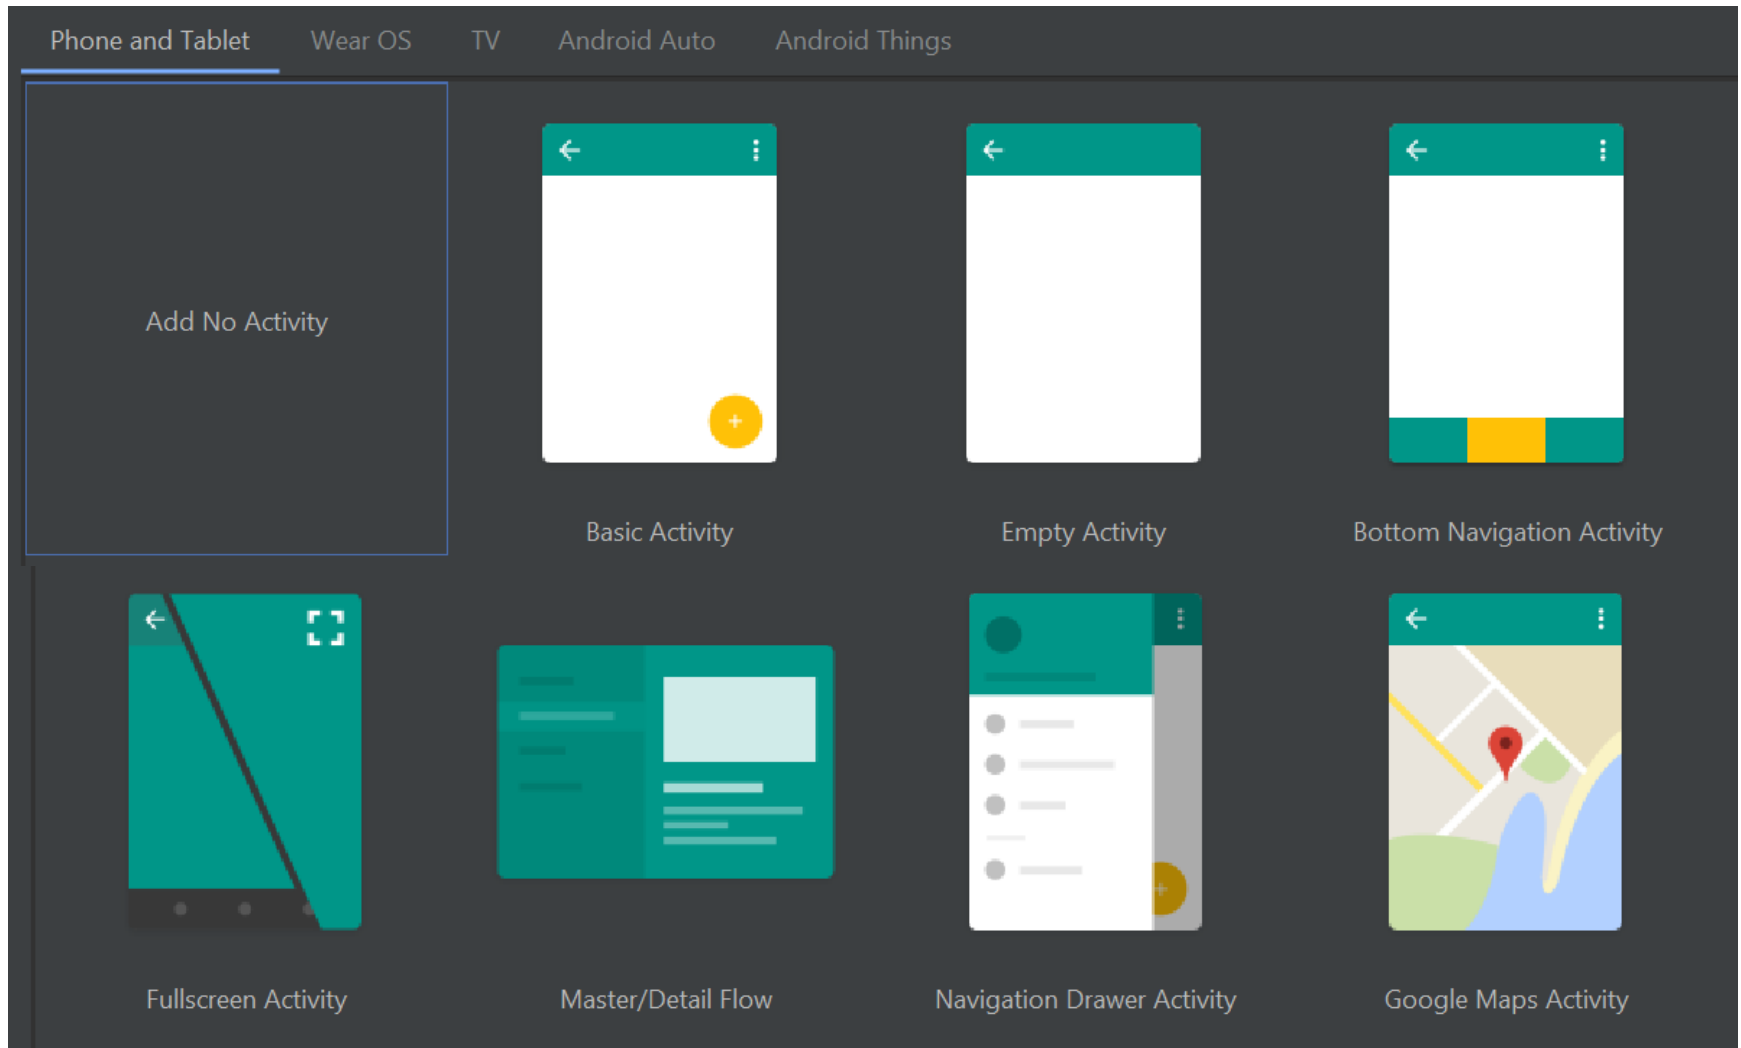 Phone and Tablet Wear OS TV Android Auto Android Things
Add No Activity
Basic Activity Empty Activity Bottom Navigation Activity
Fullscreen Activity Master/Detail Flow Navigation Drawer Activity Google Maps Activity